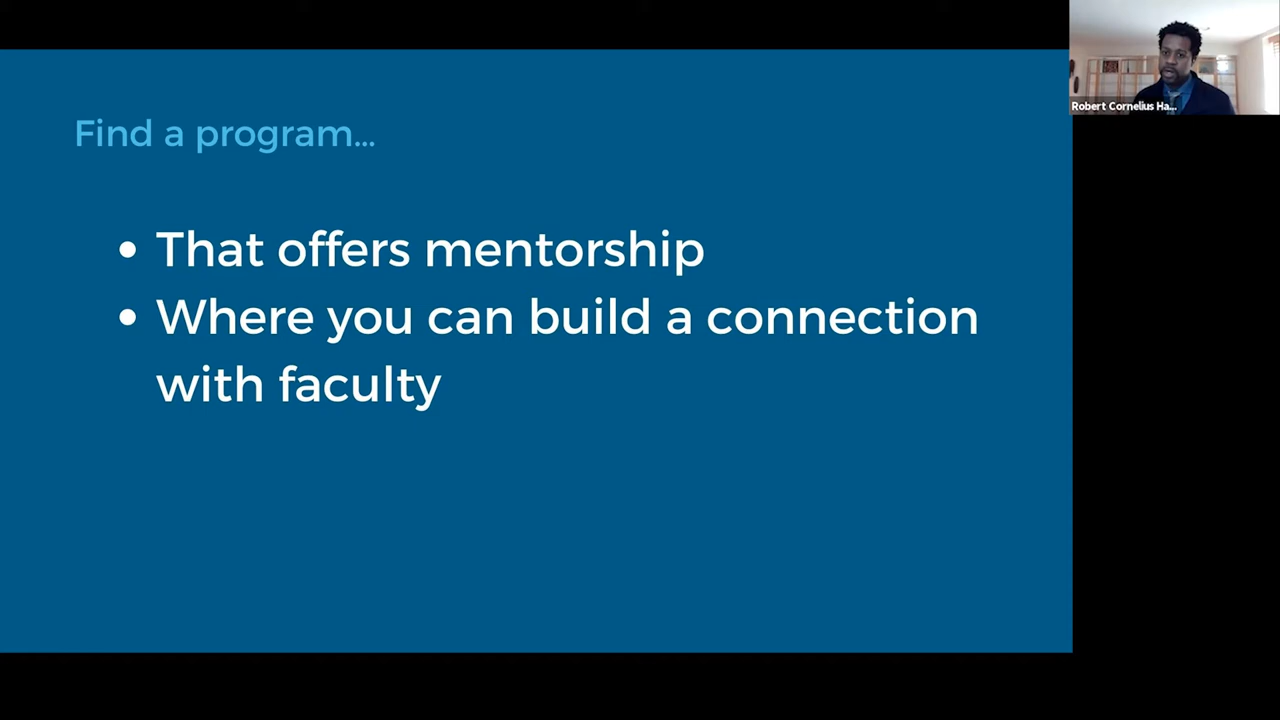 Find a program...
• That offers mentorship
• Where you can build a connection
with faculty
Robert Cornelius Ha...